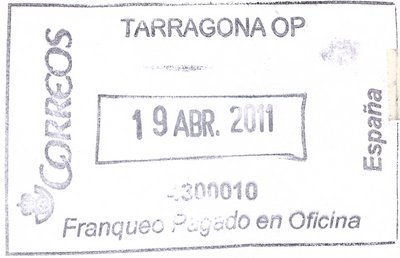 TARRAGONA OP
CORREOS
19 ABR. 2011
España
4300010
Franqueo Pagado en Oficina